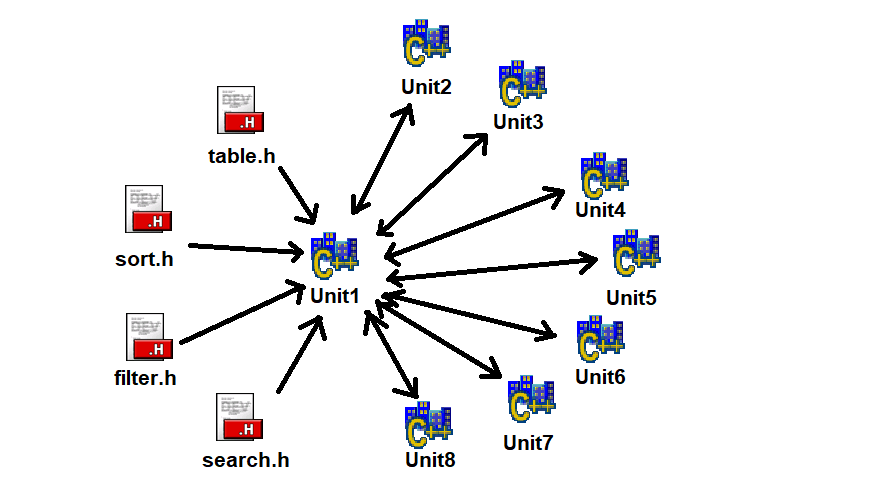 Unit2
Unit3
table.h
Unit4
sort.h
Unit1
Unit5
filter.h
Unit6
search.h
Unit8
Unit7
.H
.H
.H
.H
C++
C++
C++
C++
C++
C++
C++
C++